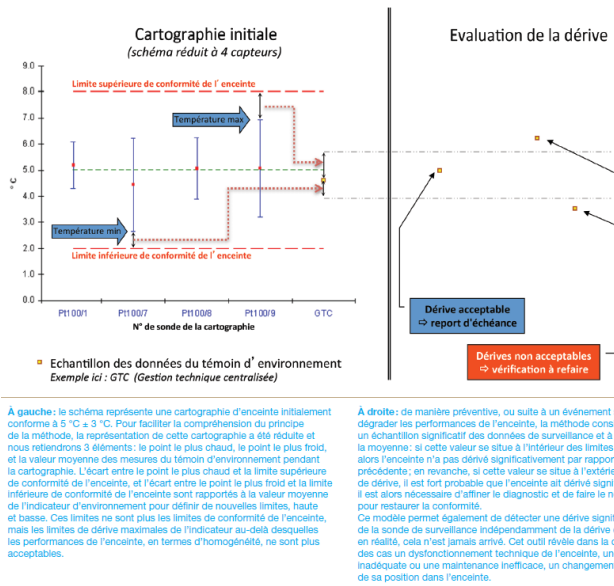 Cartographie initiale
(schéma réduit à 4 capteurs)
9.0
8.0
7.0
6.0
5.0
4.0
3.0
2.0
1.0
0.0
° C
Limite supérieure de conformité de l’ enceinte
Température max
Température min
Limite inférieure de conformité de l’ enceinte
Pt100/1 Pt100/7 Pt100/8 Pt100/9 GTC
N° de sonde de la cartographie
Echantillon des données du témoin d’ environnement
Exemple ici : GTC (Gestion technique centralisée)
Evaluation de la dérive
Dérive acceptable
⇨ report d’échéance
Dérives non acceptables
⇨ vérification à refaire
À gauche : le schéma représente une cartographie d’enceinte initialement
conforme à 5 °C ± 3 °C. Pour faciliter la compréhension du principe
de la méthode, la représentation de cette cartographie a été réduite et
nous retiendrons 3 éléments : le point le plus chaud, le point le plus froid,
et la valeur moyenne des mesures du témoin d’environnement pendant
la cartographie. L’écart entre le point le plus chaud et la limite supérieure
de conformité de l’enceinte, et l’écart entre le point le plus froid et la limite
inférieure de conformité de l’enceinte sont rapportés à la valeur moyenne
de l’indicateur d’environnement pour définir de nouvelles limites, haute
et basse. Ces limites ne sont plus les limites de conformité de l’enceinte,
mais les limites de dérive maximales de l’indicateur au-delà desquelles
les performances de l’enceinte, en termes d’homogénéité, ne sont plus
acceptables.
À droite : de manière préventive, ou suite à un événement
dégrader les performances de l’enceinte, la méthode cons
un échantillon significatif des données de surveillance et à
la moyenne : si cette valeur se situe à l’intérieur des limites
alors l’enceinte n’a pas dérivé significativement par rappor
précédente ; en revanche, si cette valeur se situe à l’extérie
de dérive, il est fort probable que l’enceinte ait dérivé signi
il est alors nécessaire d’affiner le diagnostic et de faire le n
pour restaurer la conformité.
Ce modèle permet également de détecter une dérive signi
de la sonde de surveillance indépendamment de la dérive
en réalité, cela n’est jamais arrivé. Cet outil révèle dans la
des cas un dysfonctionnement technique de l’enceinte, un
inadéquate ou une maintenance inefficace, un changemen
de sa position dans l’enceinte.